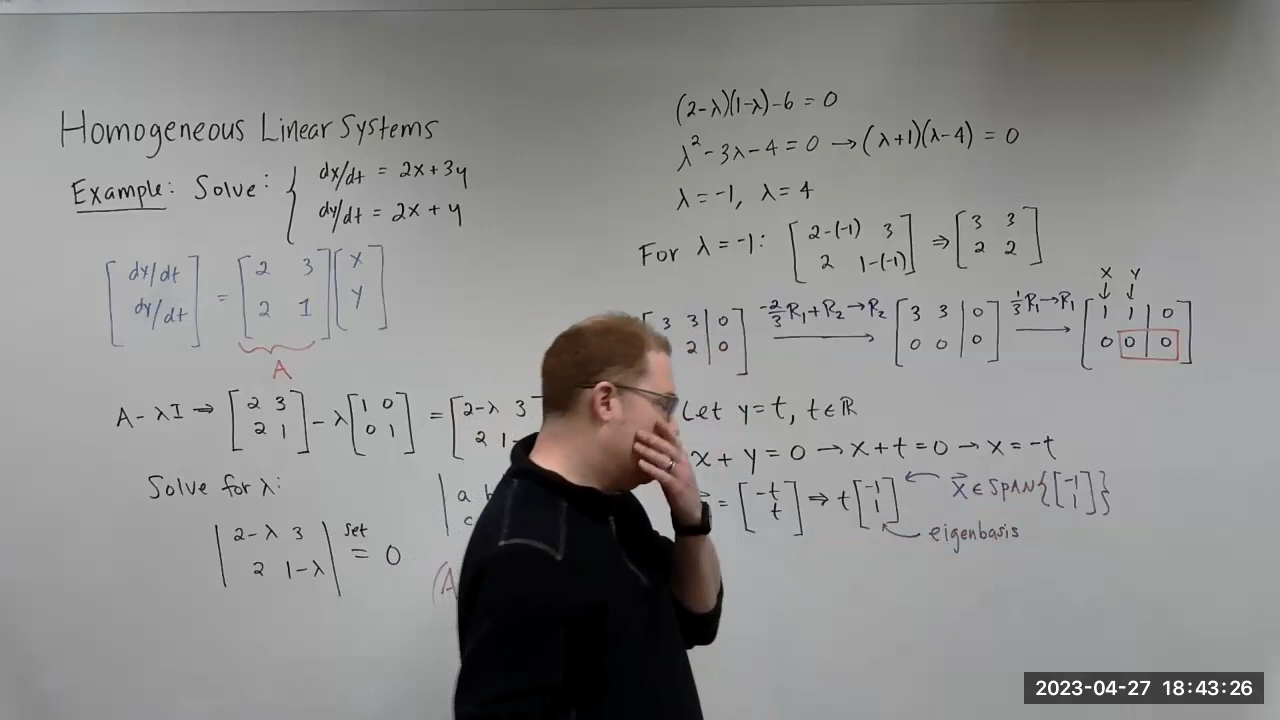 Homogeneous Linear Systems
Example: Solve: { dx/dt = 2x+3y
dy/dt = 2x+y
[dx/dt dy/dt] = [2 3 2 1] [x y]
A
A - λI ⇒ [2 3 2 1] - λ [1 0 0 1] = [2-λ 3 2 1-
Solve for λ:
|2-λ 3 2 1-λ| set = 0
| a
c
(A
(2-λ)(1-λ)-6 = 0
λ² - 3λ - 4 = 0 → (λ+1)(λ-4) = 0
λ = -1, λ = 4
For λ = -1: [2-(-1) 3 2 1-(-1)] ⇒ [3 3 2 2]
x y
↓ ↓
[3 3 | 0 2 | 0] -2/3R₁+R₂→R₂ [3 3 | 0 0 0 | 0] 1/3R₁→R₁ [1 1 | 0 0 0 | 0]
Let y=t, t∈ℝ
x + y = 0 → x+t=0 → x=-t
= [-t t] ⇒ t[-1 1] x⃗ ∈ SPAN{[-1 1]}
eigenbasis
2023-04-27 18:43:26